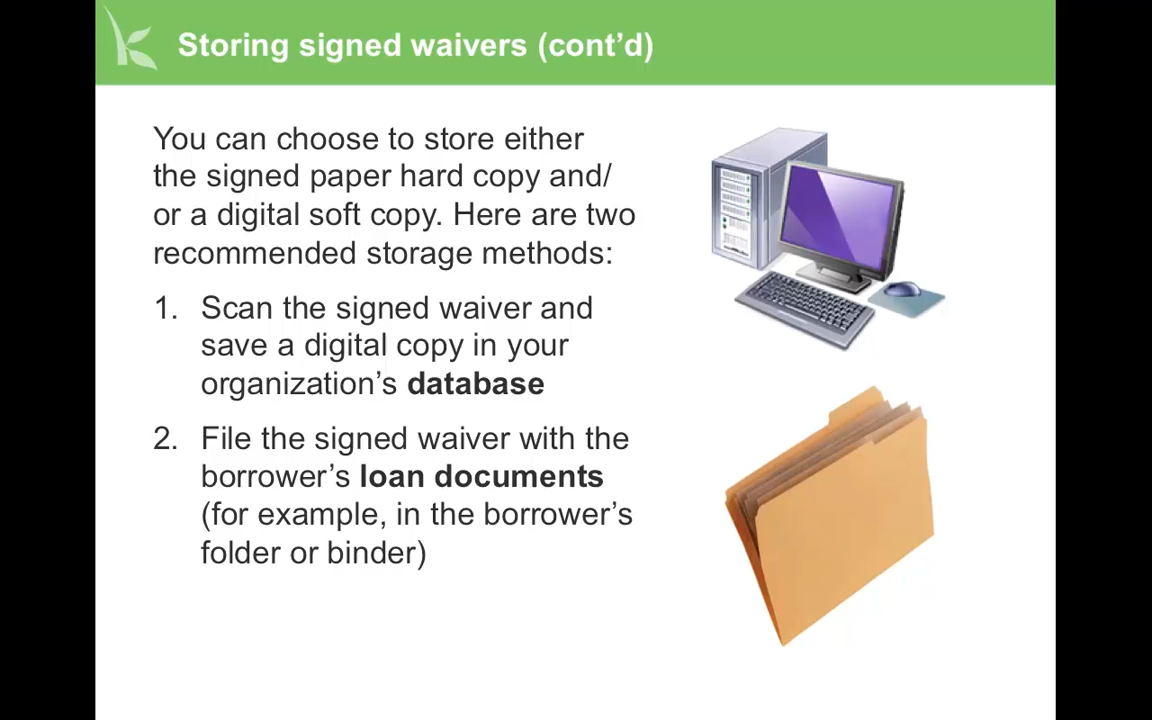 Storing signed waivers (cont’d)
You can choose to store either
the signed paper hard copy and/
or a digital soft copy. Here are two
recommended storage methods:
1. Scan the signed waiver and
save a digital copy in your
organization’s database
2. File the signed waiver with the
borrower’s loan documents
(for example, in the borrower’s
folder or binder)